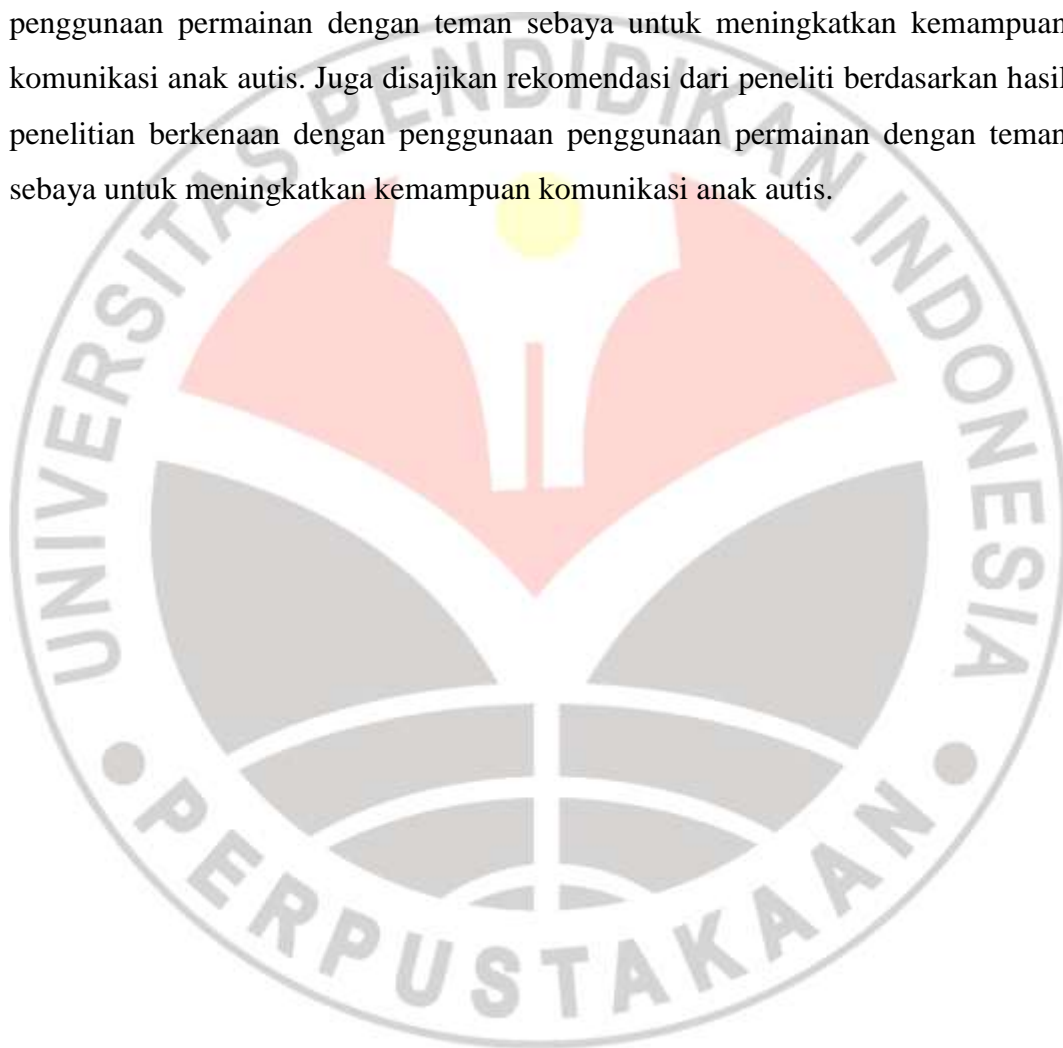 penggunaan permainan dengan teman sebaya untuk meningkatkan kemampuan
komunikasi anak autis. Juga disajikan rekomendasi dari peneliti berdasarkan hasil
penelitian berkenaan dengan penggunaan penggunaan permainan dengan teman
sebaya untuk meningkatkan kemampuan komunikasi anak autis.
UNIVERSITAS PENDIDIKAN INDONESIA
PERPUSTAKAAN